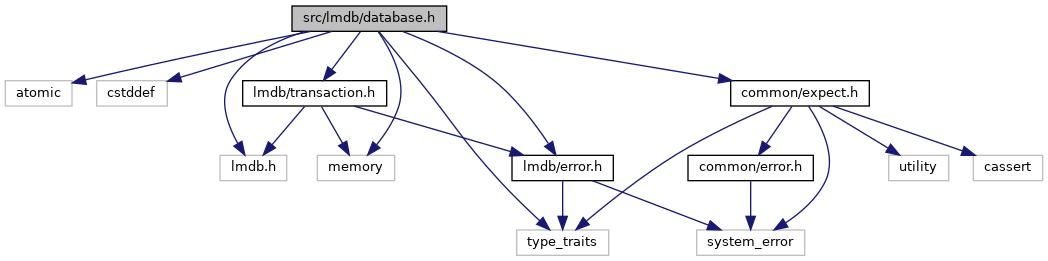 src/lmdb/database.h
atomic
cstddef
lmdb/transaction.h
common/expect.h
lmdb.h
memory
lmdb/error.h
common/error.h
utility
cassert
type_traits
system_error